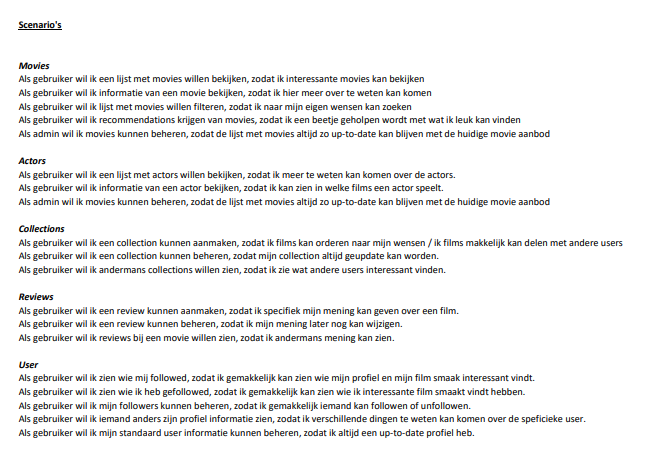 Scenario's
Movies
Als gebruiker wil ik een lijst met movies willen bekijken, zodat ik interessante movies kan bekijken
Als gebruiker wil ik informatie van een movie bekijken, zodat ik hier meer over te weten kan komen
Als gebruiker wil ik lijst met movies willen filteren, zodat ik naar mijn eigen wensen kan zoeken
Als gebruiker wil ik recommendations krijgen van movies, zodat ik een beetje geholpen wordt met wat ik leuk kan vinden
Als admin wil ik movies kunnen beheren, zodat de lijst met movies altijd zo up-to-date kan blijven met de huidige movie aanbod
Actors
Als gebruiker wil ik een lijst met actors willen bekijken, zodat ik meer te weten kan komen over de actors.
Als gebruiker wil ik informatie van een actor bekijken, zodat ik kan zien in welke films een actor speelt.
Als admin wil ik movies kunnen beheren, zodat de lijst met movies altijd zo up-to-date kan blijven met de huidige movie aanbod
Collections
Als gebruiker wil ik een collection kunnen aanmaken, zodat ik films kan orderen naar mijn wensen / ik films makkelijk kan delen met andere users
Als gebruiker wil ik een collection kunnen beheren, zodat mijn collection altijd geupdate kan worden.
Als gebruiker wil ik andermans collections willen zien, zodat ik zie wat andere users interessant vinden.
Reviews
Als gebruiker wil ik een review kunnen aanmaken, zodat ik specifiek mijn mening kan geven over een film.
Als gebruiker wil ik een review kunnen beheren, zodat ik mijn mening later nog kan wijzigen.
Als gebruiker wil ik reviews bij een movie willen zien, zodat ik andermans mening kan zien.
User
Als gebruiker wil ik zien wie mij followed, zodat ik gemakkelijk kan zien wie mijn profiel en mijn film smaak interessant vindt.
Als gebruiker wil ik zien wie ik heb gefollowed, zodat ik gemakkelijk kan zien wie ik interessante film smaakt vindt hebben.
Als gebruiker wil ik mijn followers kunnen beheren, zodat ik gemakkelijk iemand kan followen of unfollowen.
Als gebruiker wil ik iemand anders zijn profiel informatie zien, zodat ik verschillende dingen te weten kan komen over de speficieke user.
Als gebruiker wil ik mijn standaard user informatie kunnen beheren, zodat ik altijd een up-to-date profiel heb.